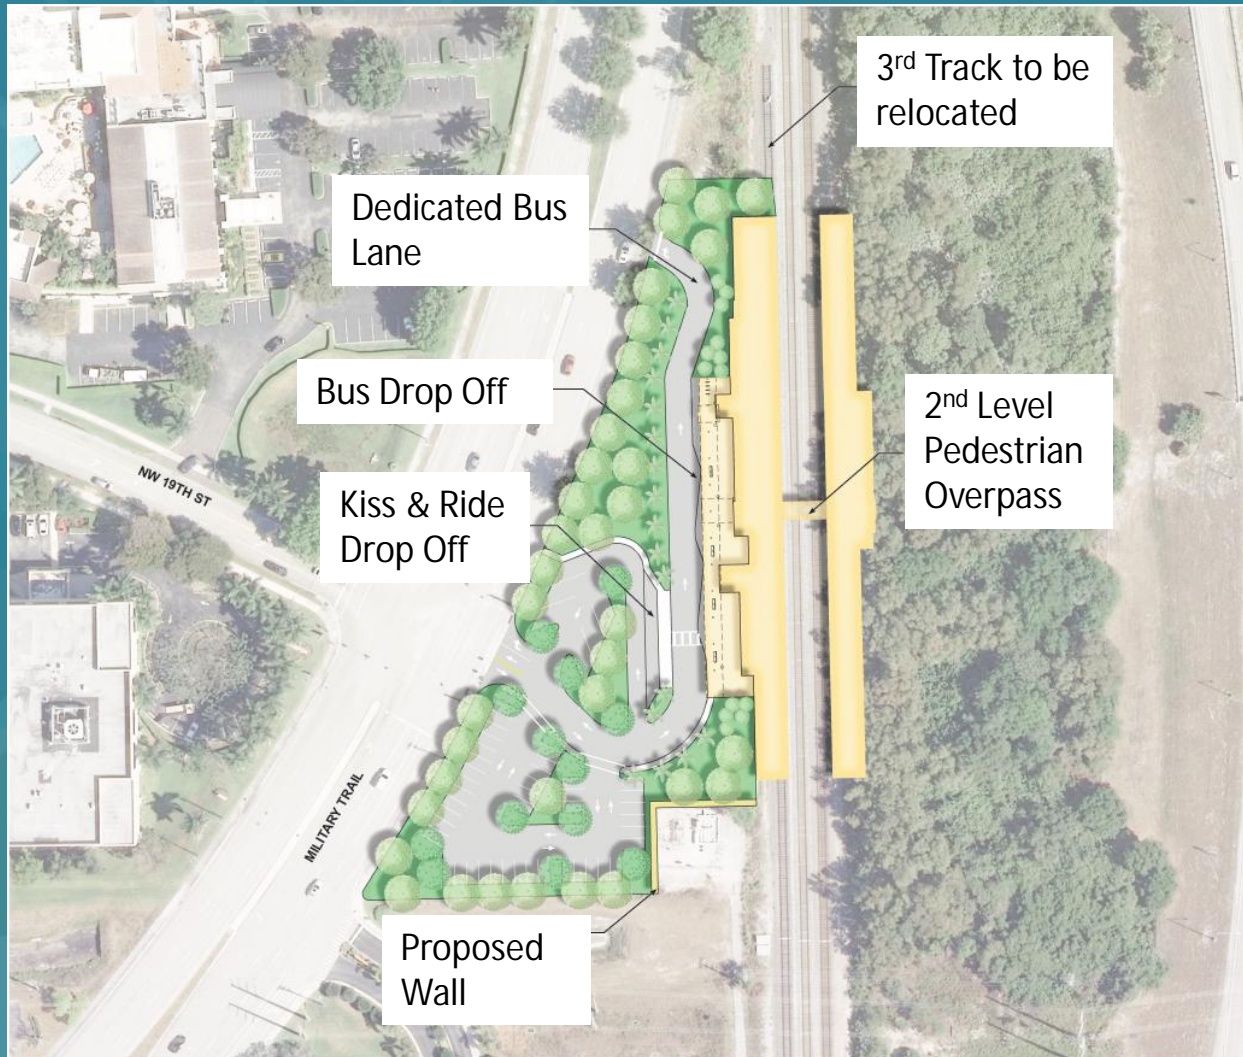 3rd Track to be
relocated
Dedicated Bus
Lane
Bus Drop Off
2nd Level
Pedestrian
Overpass
NW 19TH ST
Kiss & Ride
Drop Off
MILITARY TRAIL
Proposed
Wall